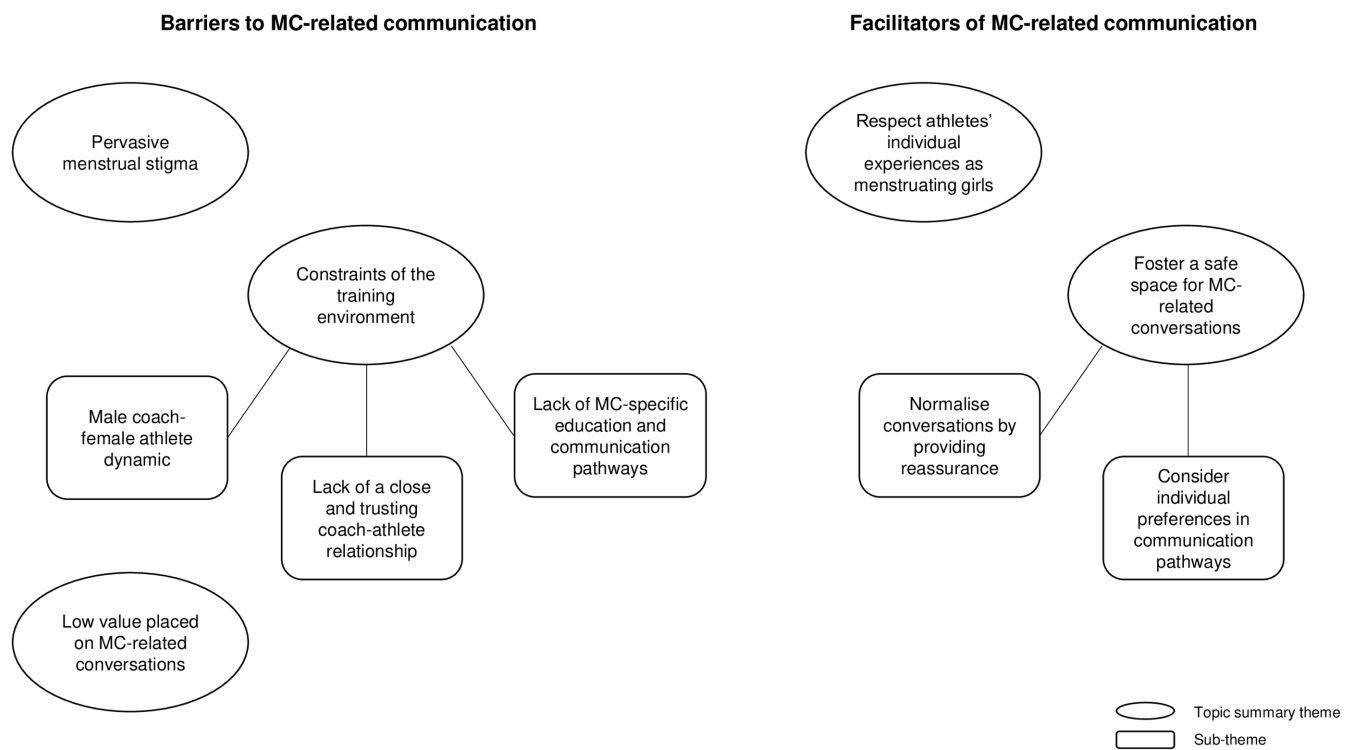 Barriers to MC-related communication
Pervasive
menstrual stigma
Constraints of the
training
environment
Male coach-
female athlete
dynamic
Lack of a close
and trusting
coach-athlete
relationship
Lack of MC-specific
education and
communication
pathways
Low value placed
on MC-related
conversations
Facilitators of MC-related communication
Respect athletes’
individual
experiences as
menstruating girls
Foster a safe
space for MC-
related
conversations
Normalise
conversations by
providing
reassurance
Consider
individual
preferences in
communication
pathways
Topic summary theme
Sub-theme